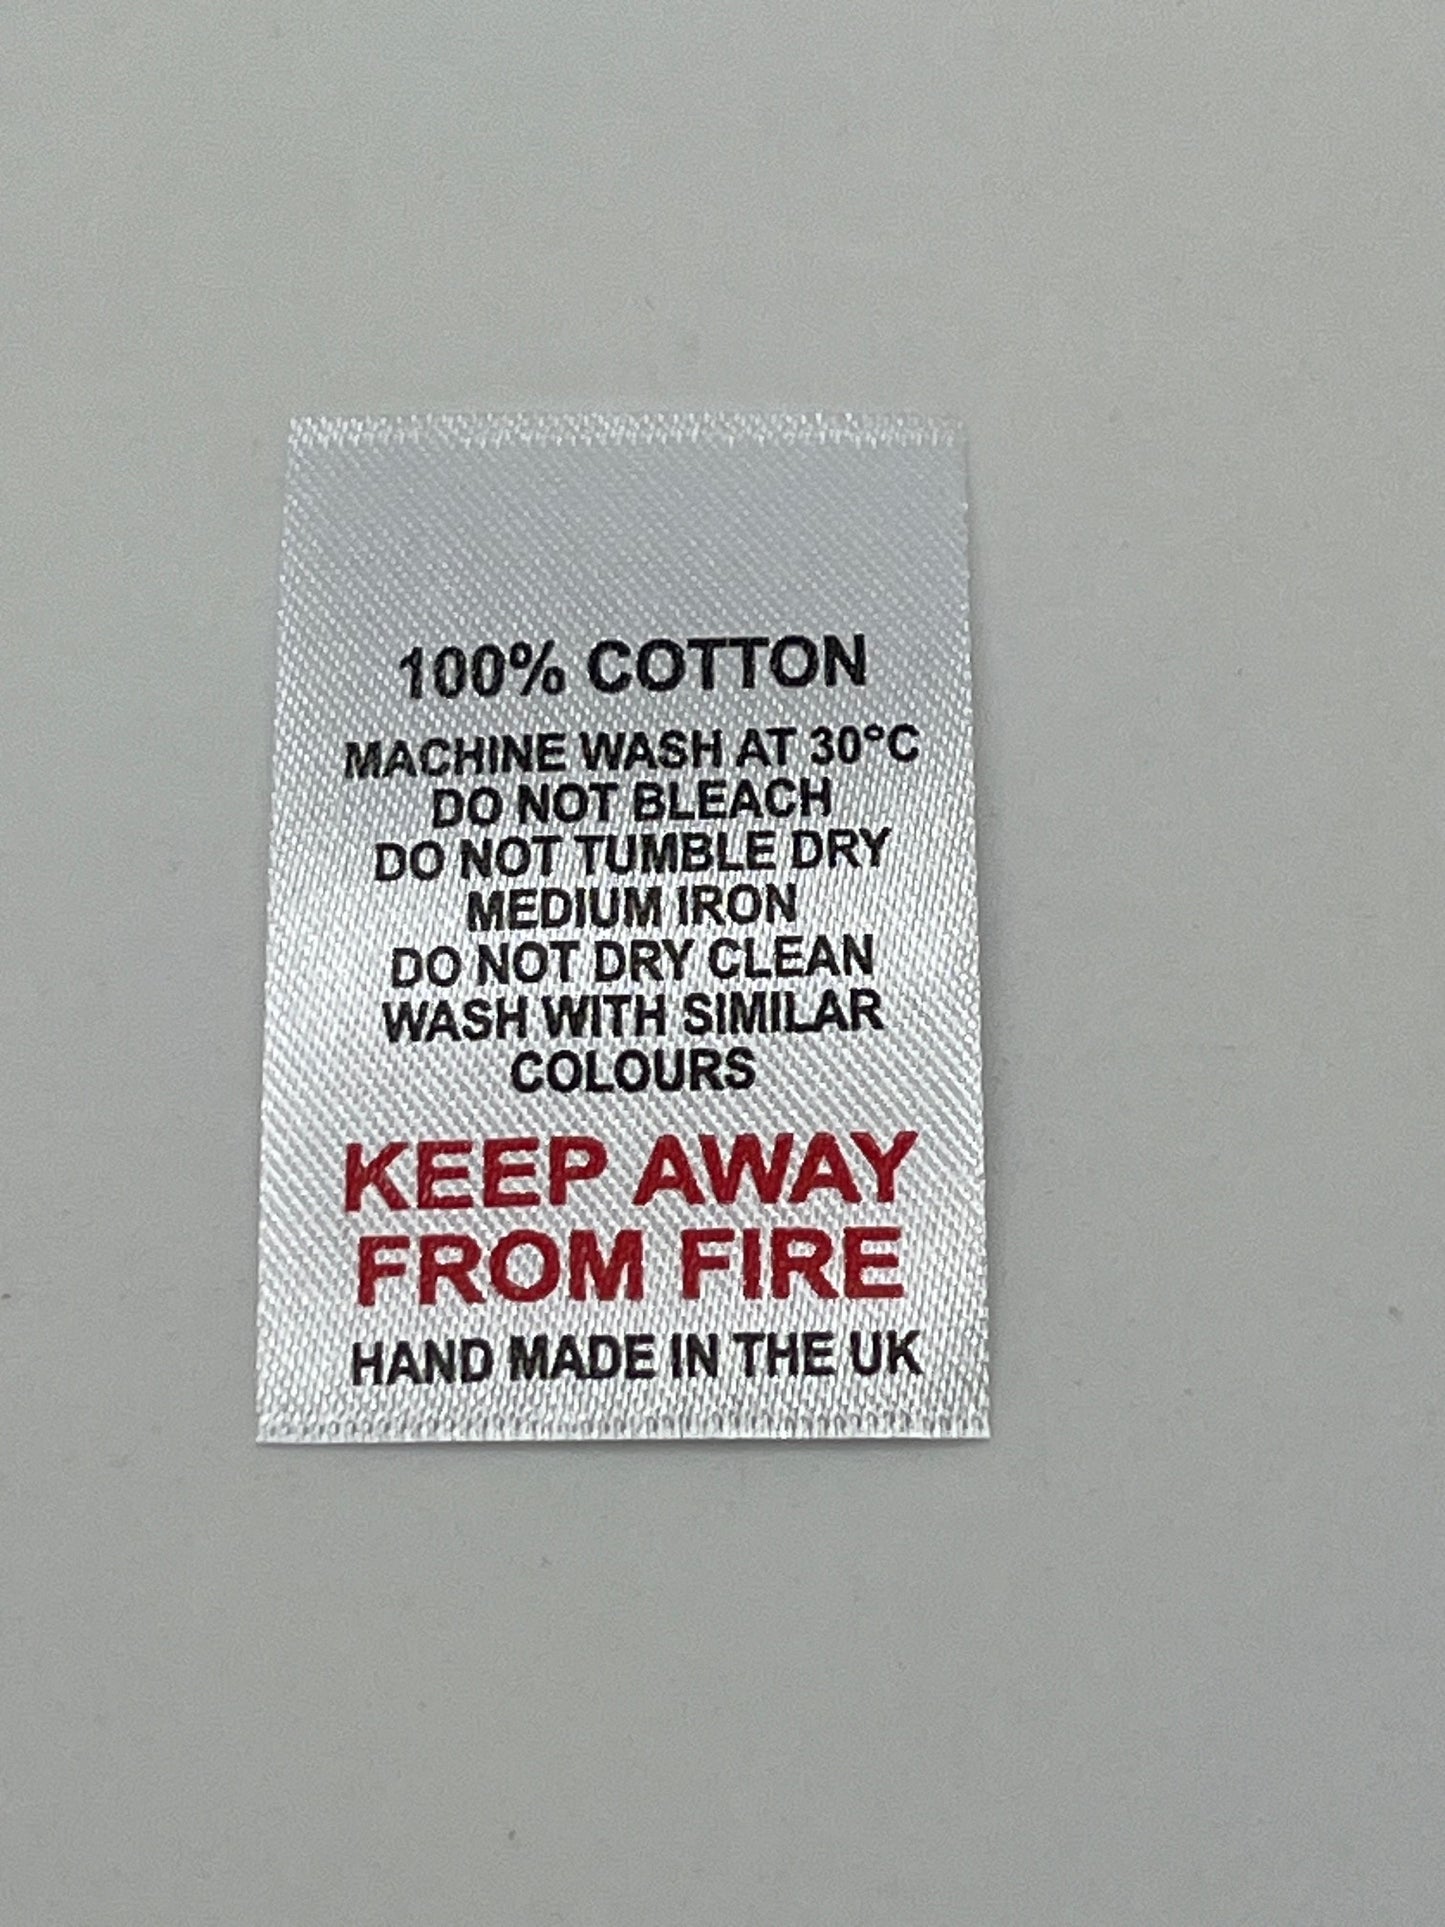 100% COTTON
MACHINE WASH AT 30°C
DO NOT BLEACH
DO NOT TUMBLE DRY
MEDIUM IRON
DO NOT DRY CLEAN
WASH WITH SIMILAR
COLOURS
KEEP AWAY
FROM FIRE
HAND MADE IN THE UK